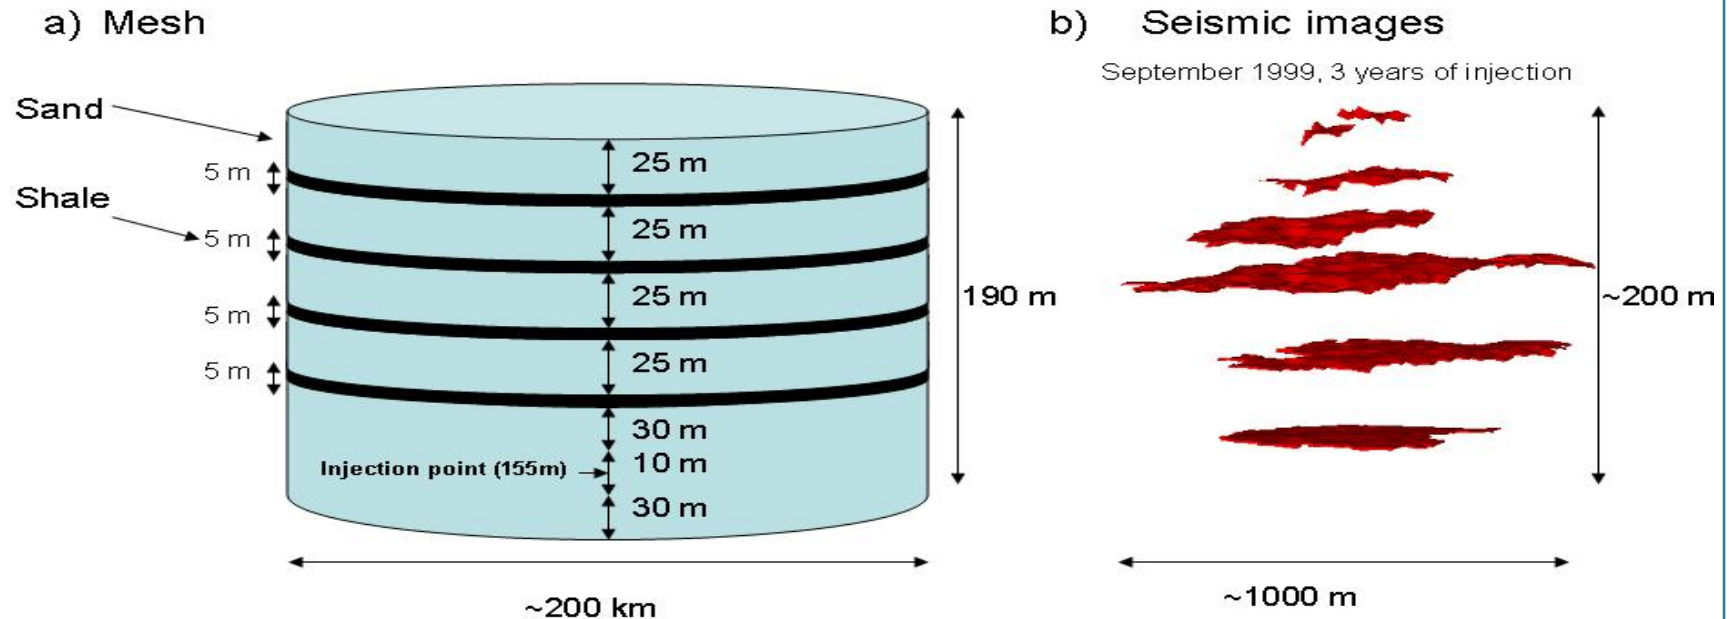 a) Mesh
b) Seismic images
September 1999, 3 years of injection
Sand
25 m
5 m
Shale
25 m
5 m
25 m
190 m
~200 m
5 m
25 m
5 m
30 m
Injection point (155m)
10 m
30 m
~200 km
~1000 m